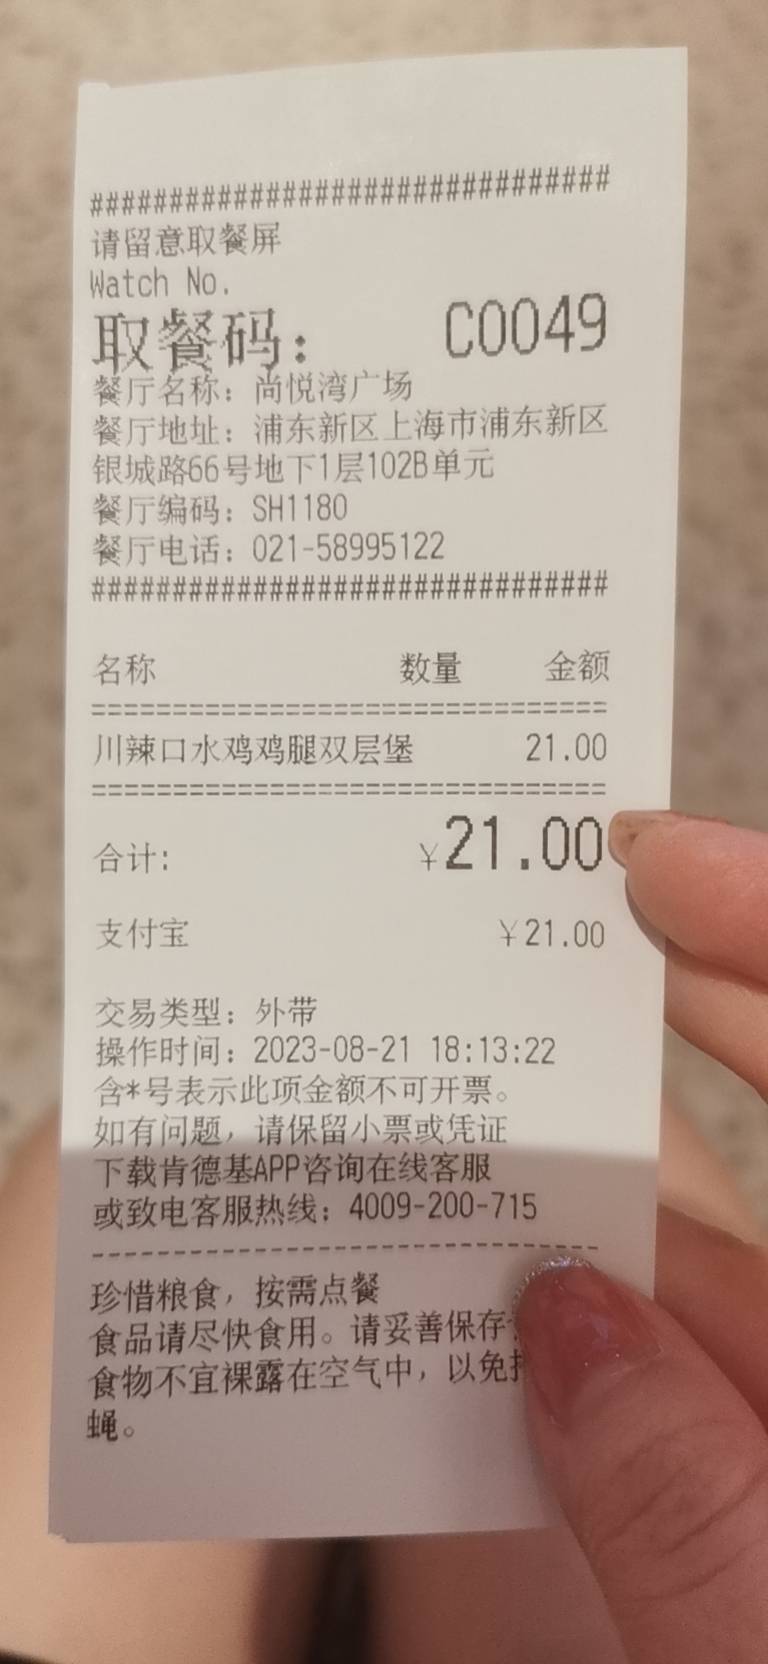 #################################
请留意取餐屏
Watch No.
取餐码： C0049
餐厅名称：尚悦湾广场
餐厅地址：浦东新区上海市浦东新区
银城路66号地下1层102B单元
餐厅编码：SH1180
餐厅电话：021-58995122
#################################
名称 数量 金额
================================
川辣口水鸡鸡腿双层堡 21.00
================================
合计: ¥21.00
支付宝 ¥21.00
交易类型：外带
操作时间：2023-08-21 18:13:22
含*号表示此项金额不可开票。
如有问题，请保留小票或凭证
下载肯德基APP咨询在线客服
或致电客服热线：4009-200-715
--------------------------------
珍惜粮食，按需点餐
食品请尽快食用。请妥善保存
食物不宜裸露在空气中，以免
蝇。